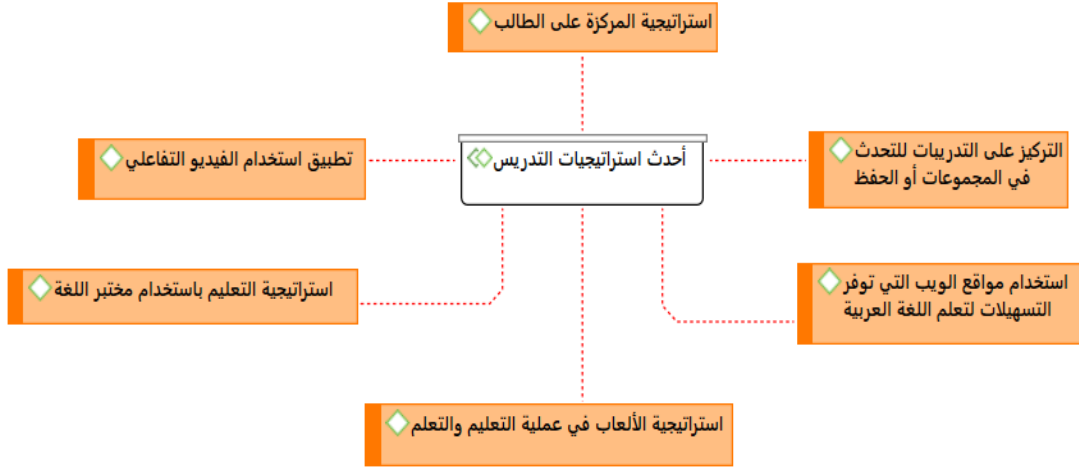 استراتيجية المركزة على الطالب
أحدث استراتيجيات التدريس
التركيز على التدريبات للتحدث
في المجموعات أو الحفظ
تطبيق استخدام الفيديو التفاعلي
استخدام مواقع الويب التي توفر
التسهيلات لتعلم اللغة العربية
استراتيجية التعليم باستخدام مختبر اللغة
استراتيجية الألعاب في عملية التعليم والتعلم